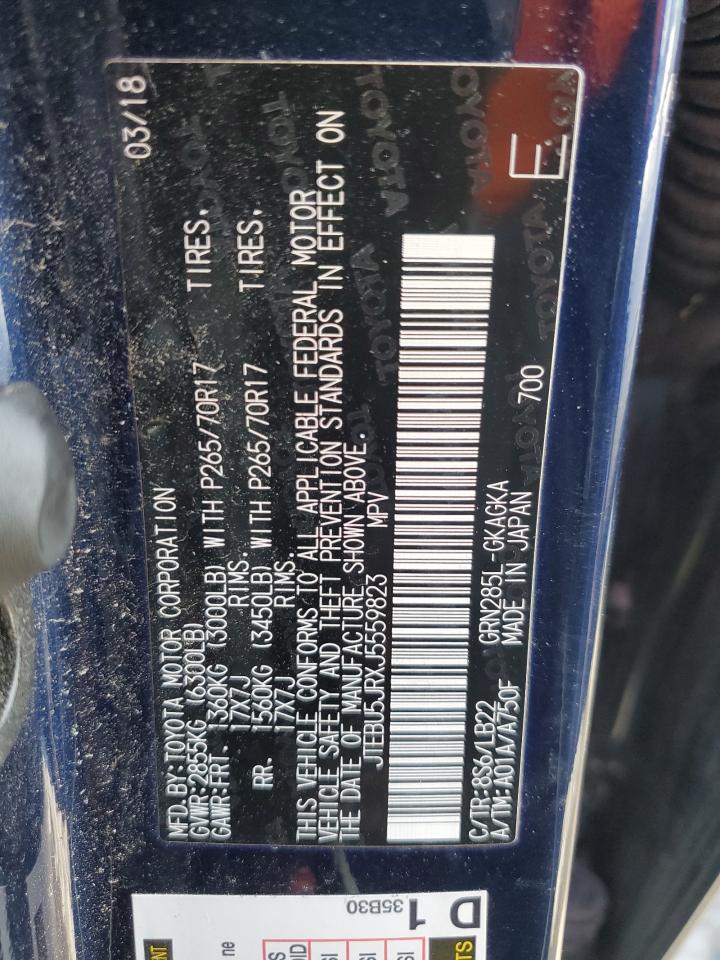 MFD.BY:TOYOTA MOTOR CORPORATION 03/18
GVWR:2855KG (6300LB)
GAWR:FRT. 1360KG (3000LB) WITH P265/70R17 TIRES,
17X7J RIMS.
RR. 1560KG (3450LB) WITH P265/70R17 TIRES,
17X7J RIMS.
THIS VEHICLE CONFORMS TO ALL APPLICABLE FEDERAL MOTOR
VEHICLE SAFETY AND THEFT PREVENTION STANDARDS IN EFFECT ON
THE DATE OF MANUFACTURE SHOWN ABOVE.
JTEBU5JRXJ5559823 MPV
C/TR:8S6/LB22 GRN285L-GKAGKA 700
A/TM:A01A/A750F MADE IN JAPAN E
35B30
D1